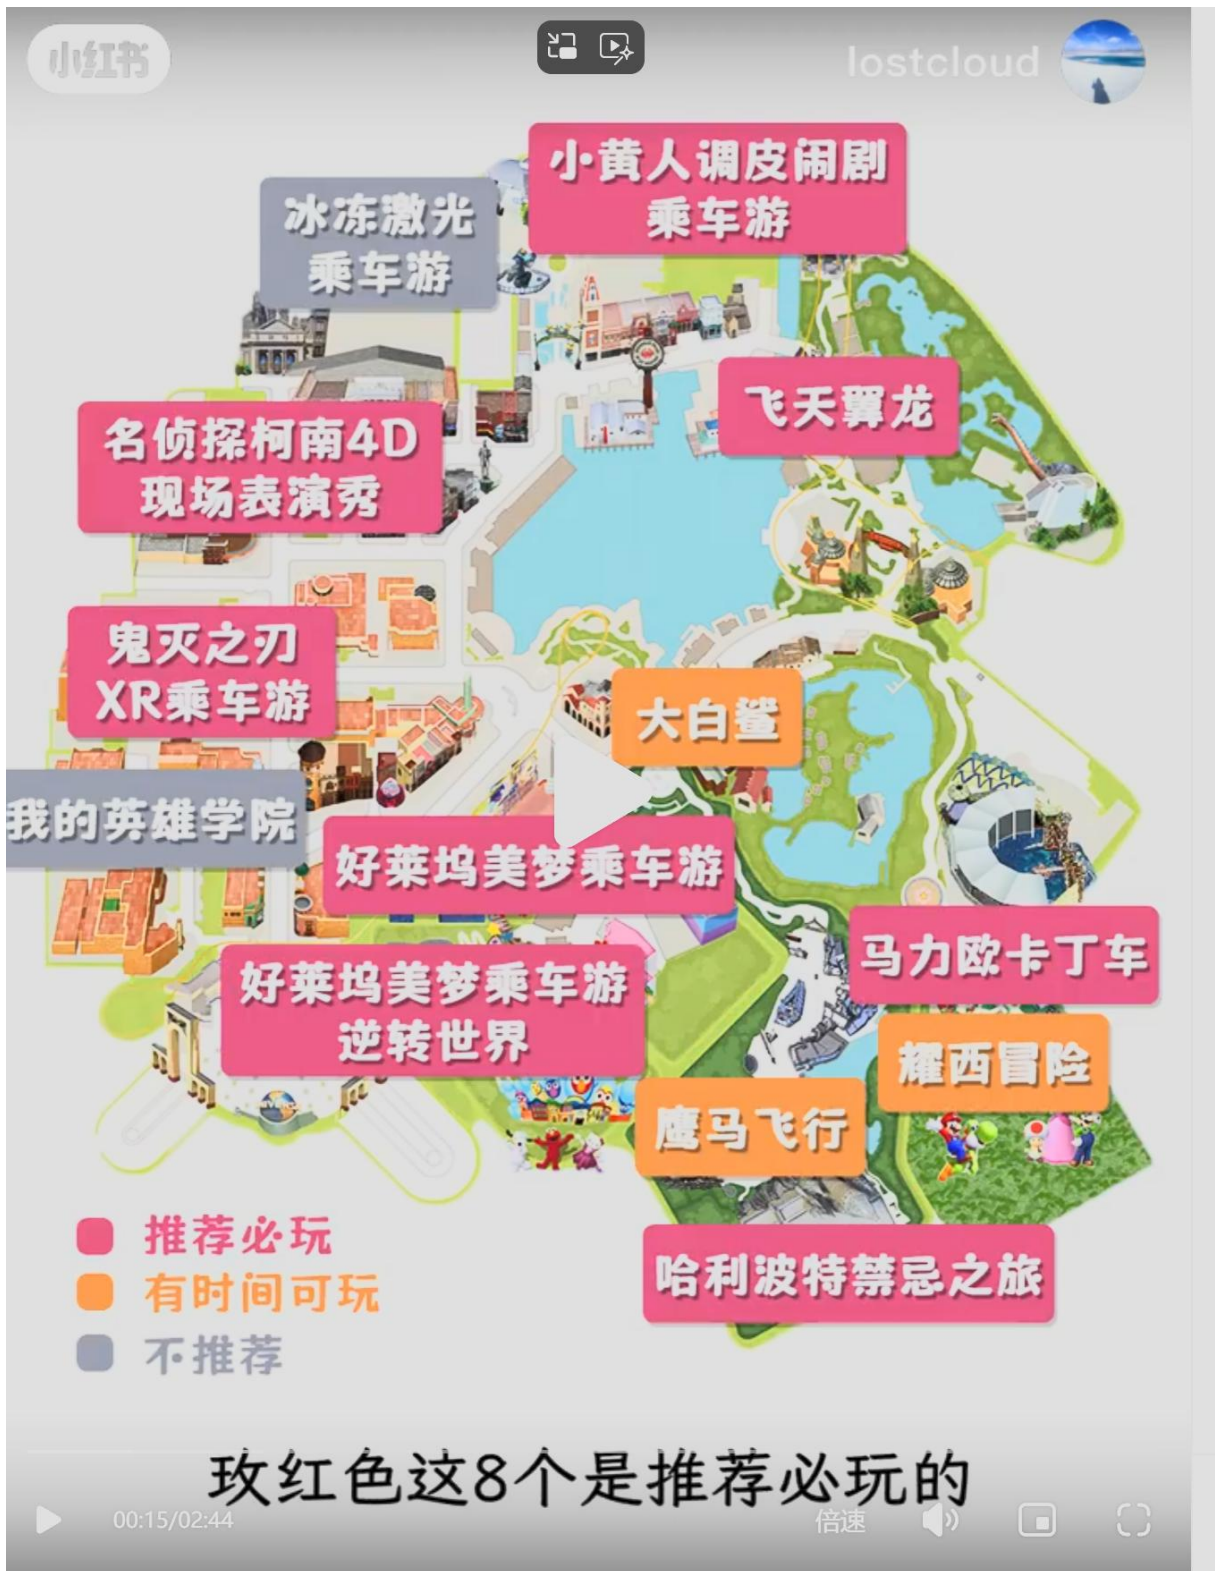 小红书
lostcloud
小黄人调皮闹剧
乘车游
冰冻激光
乘车游
飞天翼龙
名侦探柯南4D
现场表演秀
鬼灭之刃
XR乘车游
大白鲨
我的英雄学院
好莱坞美梦乘车游
马力欧卡丁车
好莱坞美梦乘车游
逆转世界
耀西冒险
鹰马飞行
哈利波特禁忌之旅
推荐必玩
有时间可玩
不推荐
玫红色这8个是推荐必玩的
00:15/02:44
倍速